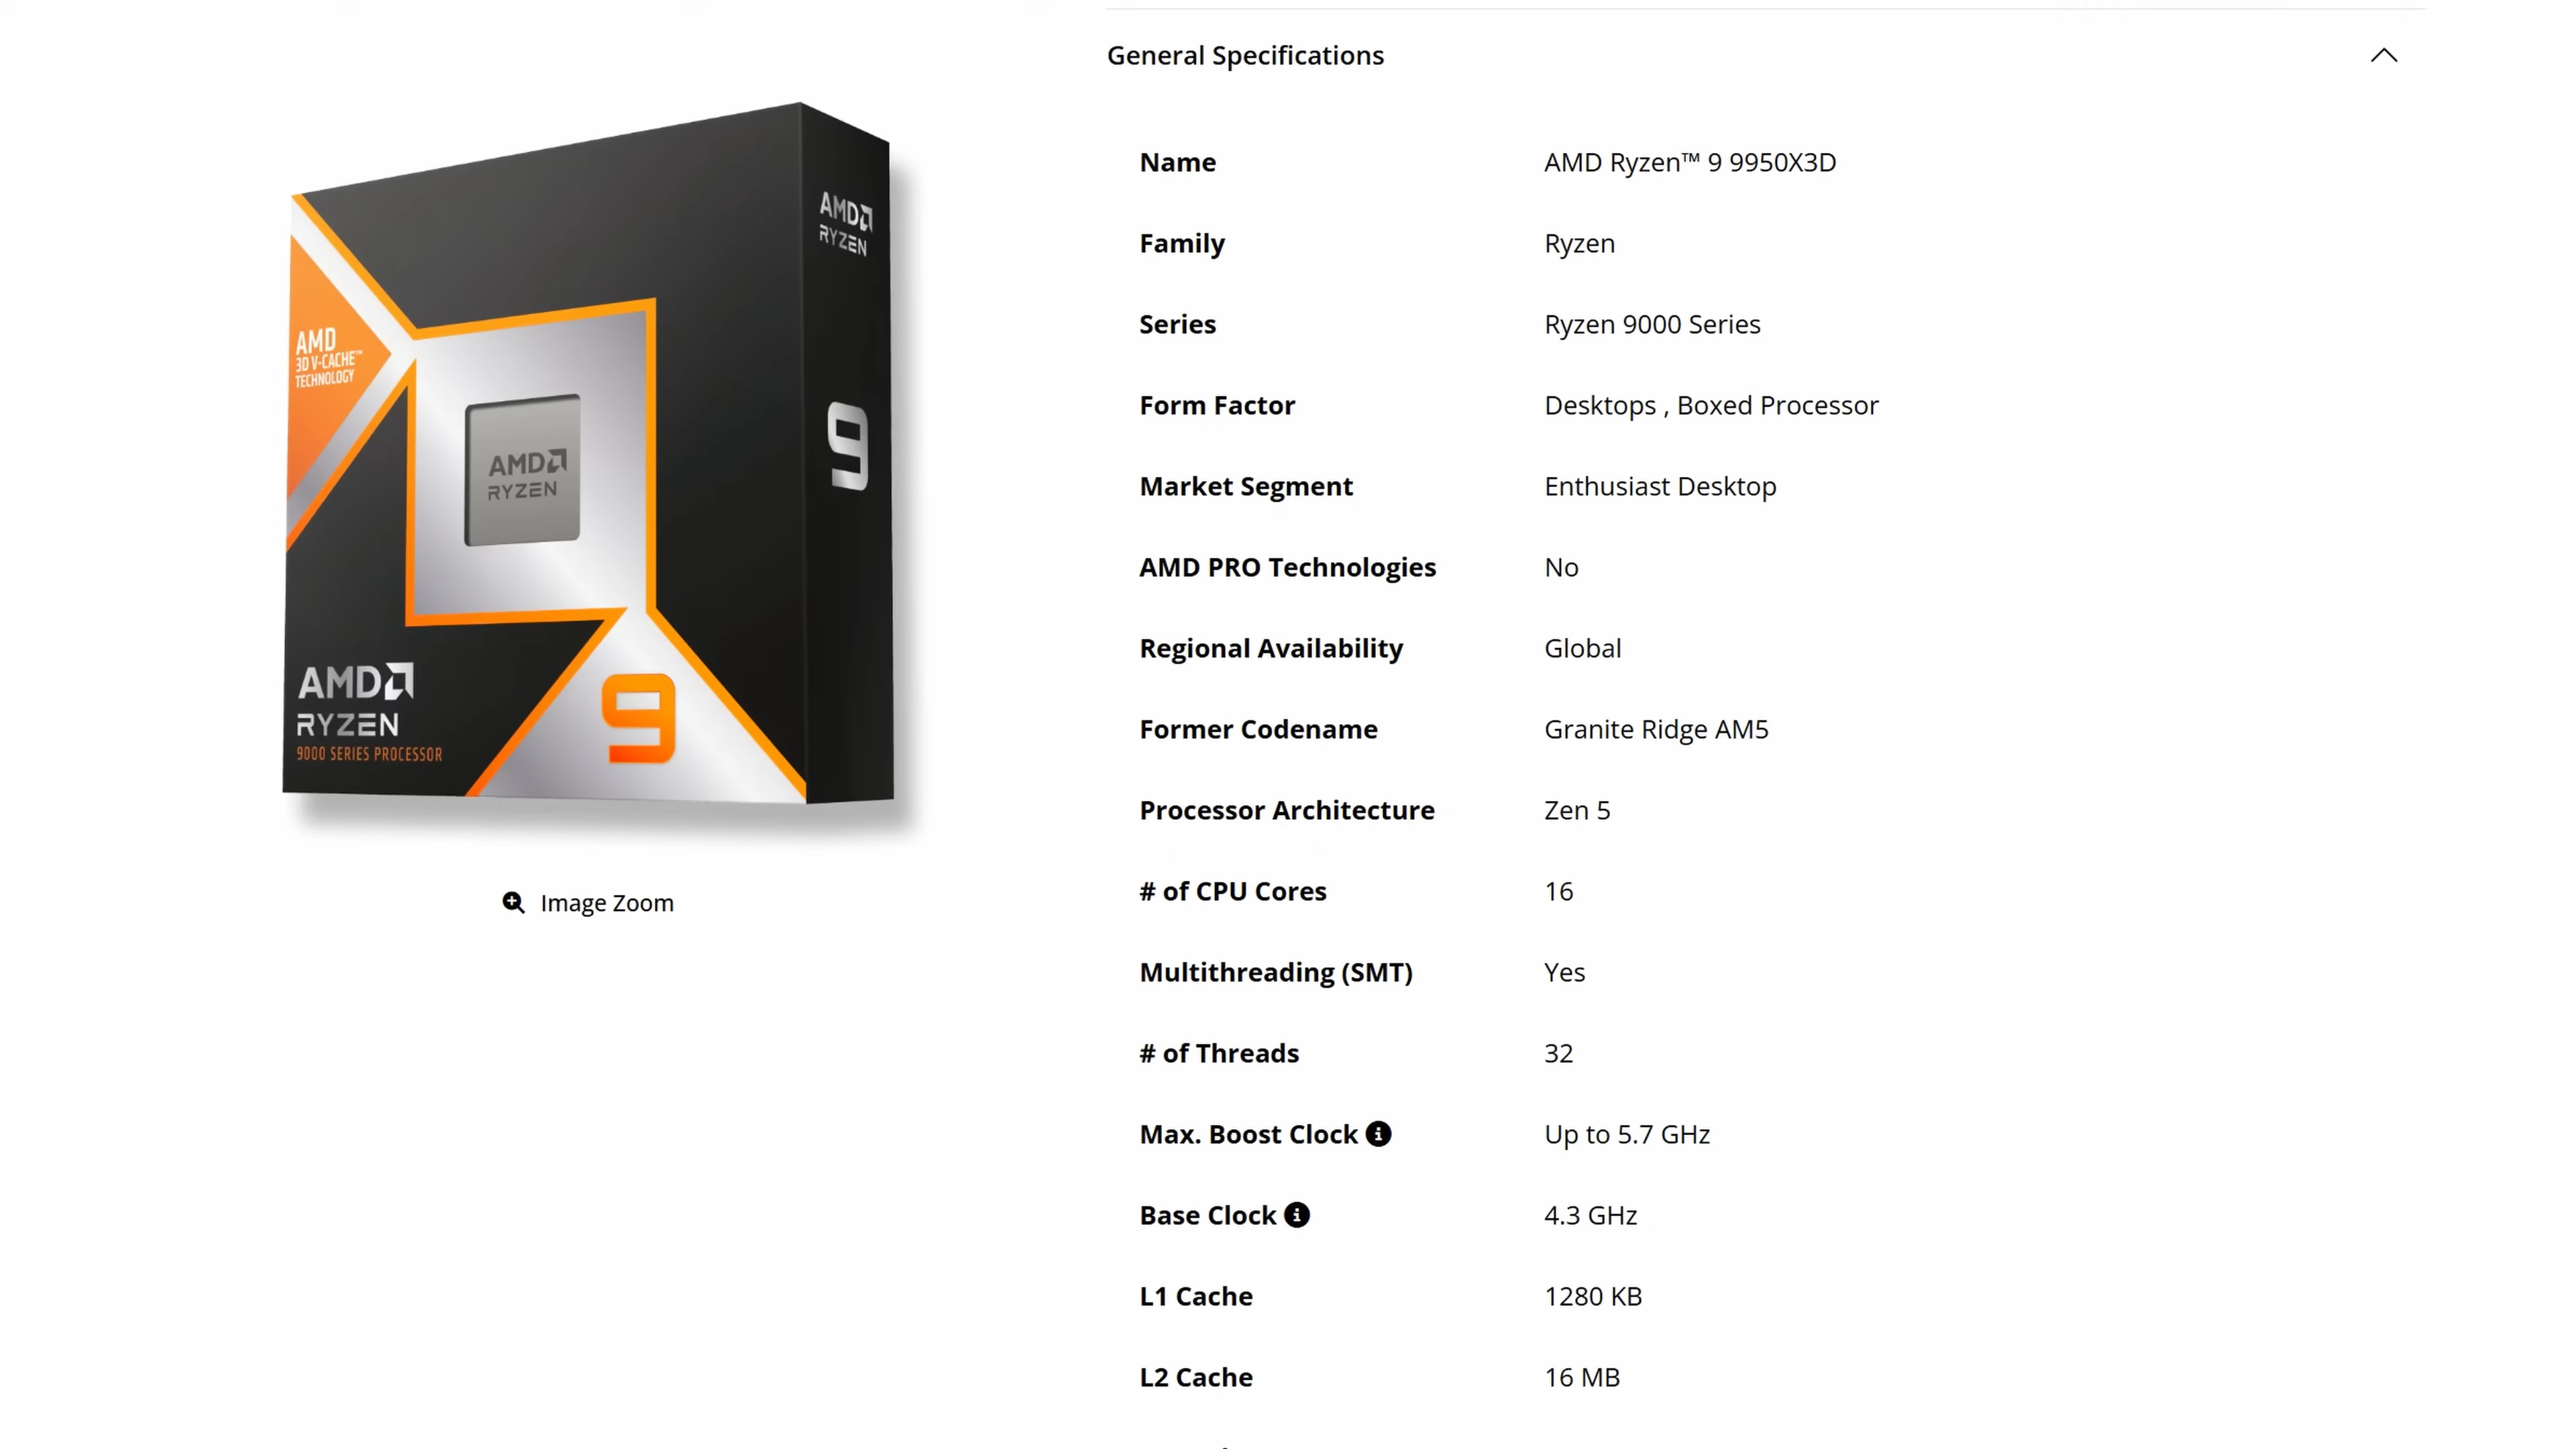 General Specifications
AMD
3D V-CACHE™
TECHNOLOGY
AMD
RYZEN
AMD
RYZEN
9
AMD
RYZEN
9000 SERIES PROCESSOR
9
Image Zoom
Name AMD Ryzen™ 9 9950X3D
Family Ryzen
Series Ryzen 9000 Series
Form Factor Desktops , Boxed Processor
Market Segment Enthusiast Desktop
AMD PRO Technologies No
Regional Availability Global
Former Codename Granite Ridge AM5
Processor Architecture Zen 5
# of CPU Cores 16
Multithreading (SMT) Yes
# of Threads 32
Max. Boost Clock Up to 5.7 GHz
Base Clock 4.3 GHz
L1 Cache 1280 KB
L2 Cache 16 MB